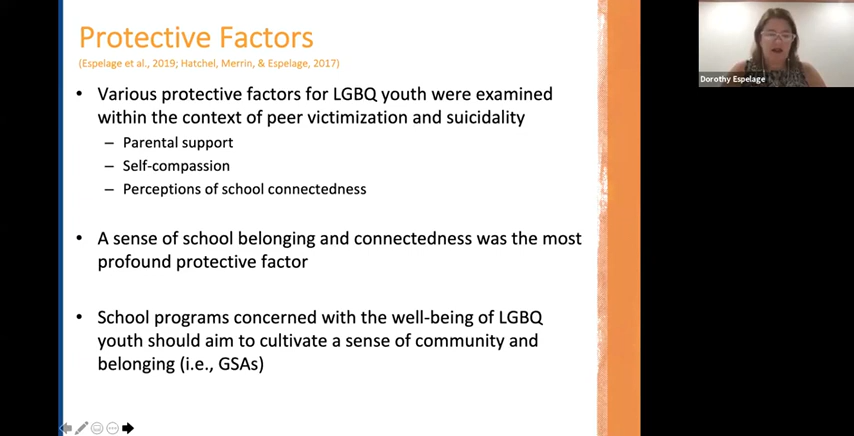 Protective Factors
(Espelage et al., 2019; Hatchel, Merrin, & Espelage, 2017)
• Various protective factors for LGBQ youth were examined
within the context of peer victimization and suicidality
– Parental support
– Self-compassion
– Perceptions of school connectedness
• A sense of school belonging and connectedness was the most
profound protective factor
• School programs concerned with the well-being of LGBQ
youth should aim to cultivate a sense of community and
belonging (i.e., GSAs)
Dorothy Espelage